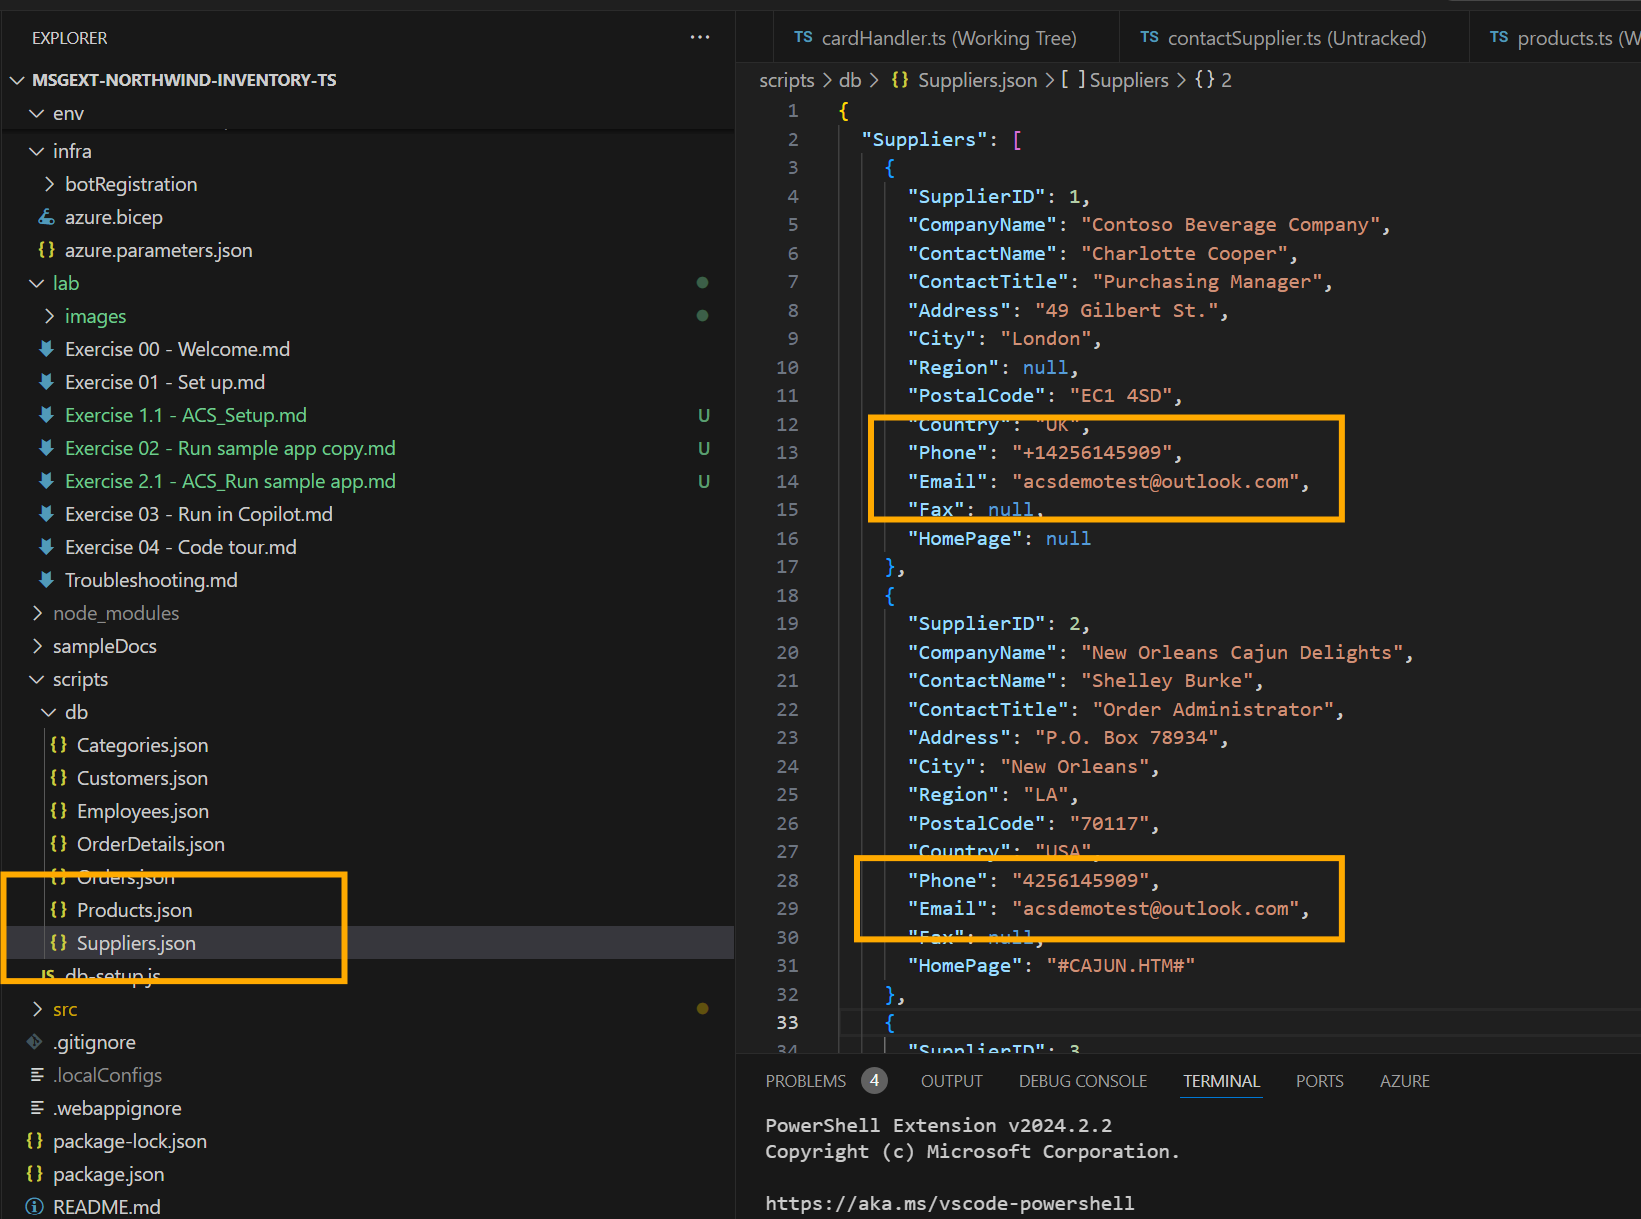 EXPLORER
···
MSGEXT-NORTHWIND-INVENTORY-TS
env
infra
botRegistration
azure.bicep
{} azure.parameters.json
lab
images
Exercise 00 - Welcome.md
Exercise 01 - Set up.md
Exercise 1.1 - ACS_Setup.md U
Exercise 02 - Run sample app copy.md U
Exercise 2.1 - ACS_Run sample app.md U
Exercise 03 - Run in Copilot.md
Exercise 04 - Code tour.md
Troubleshooting.md
node_modules
sampleDocs
scripts
db
{} Categories.json
{} Customers.json
{} Employees.json
{} OrderDetails.json
{} Orders.json
{} Products.json
{} Suppliers.json
JS db-setup.js
src
.gitignore
.localConfigs
.webappignore
{} package-lock.json
{} package.json
README.md
TS cardHandler.ts (Working Tree)
TS contactSupplier.ts (Untracked)
TS products.ts (W
scripts > db > {} Suppliers.json > [ ] Suppliers > {} 2
1 {
2 "Suppliers": [
3 {
4 "SupplierID": 1,
5 "CompanyName": "Contoso Beverage Company",
6 "ContactName": "Charlotte Cooper",
7 "ContactTitle": "Purchasing Manager",
8 "Address": "49 Gilbert St.",
9 "City": "London",
10 "Region": null,
11 "PostalCode": "EC1 4SD",
12 "Country": "UK",
13 "Phone": "+14256145909",
14 "Email": "acsdemotest@outlook.com",
15 "Fax": null,
16 "HomePage": null
17 },
18 {
19 "SupplierID": 2,
20 "CompanyName": "New Orleans Cajun Delights",
21 "ContactName": "Shelley Burke",
22 "ContactTitle": "Order Administrator",
23 "Address": "P.O. Box 78934",
24 "City": "New Orleans",
25 "Region": "LA",
26 "PostalCode": "70117",
27 "Country": "USA",
28 "Phone": "4256145909",
29 "Email": "acsdemotest@outlook.com",
30 "Fax": null,
31 "HomePage": "#CAJUN.HTM#"
32 },
33 {
34 "SupplierID": 3,
PROBLEMS 4 OUTPUT DEBUG CONSOLE TERMINAL PORTS AZURE
PowerShell Extension v2024.2.2
Copyright (c) Microsoft Corporation.
https://aka.ms/vscode-powershell